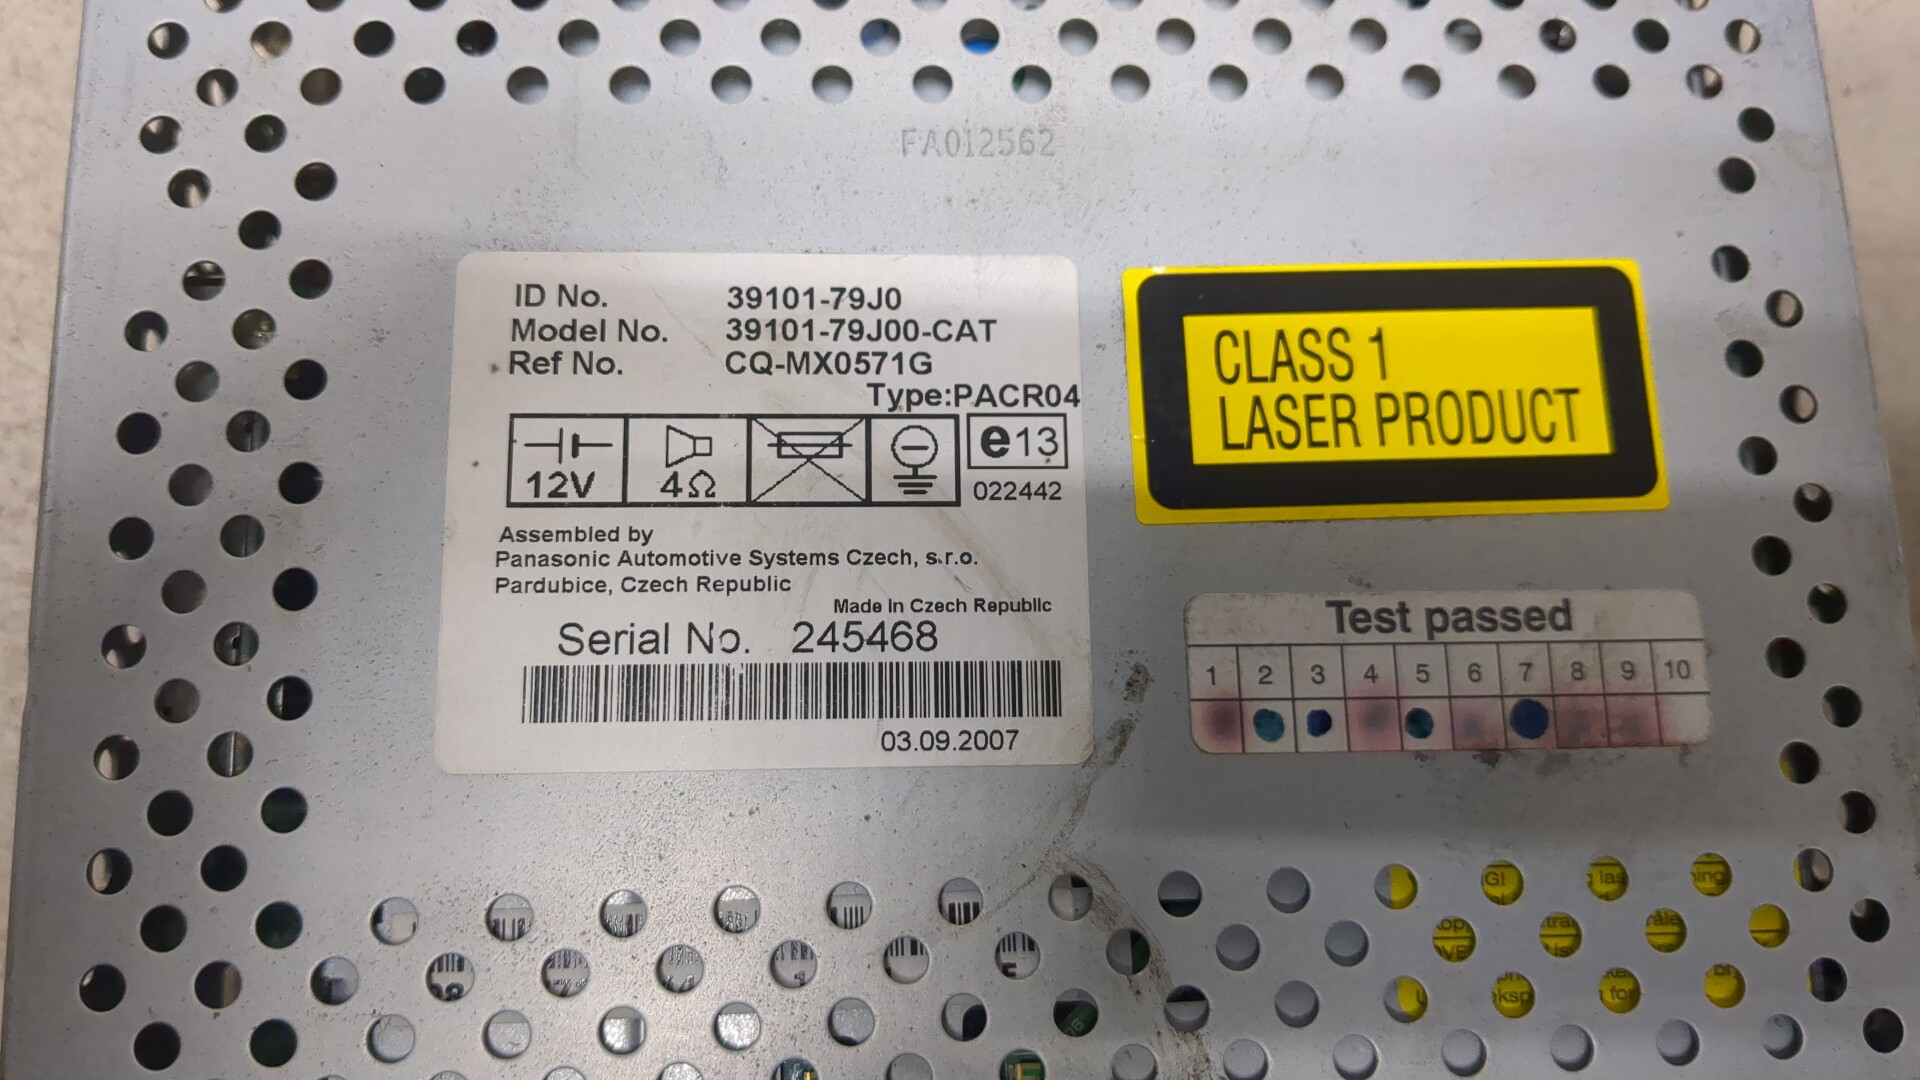 FA012562
ID No. 39101-79J0
Model No. 39101-79J00-CAT
Ref No. CQ-MX0571G
Type:PACR04
12V 4Ω e13
022442
Assembled by
Panasonic Automotive Systems Czech, s.r.o.
Pardubice, Czech Republic
Made in Czech Republic
Serial No. 245468
03.09.2007
CLASS 1
LASER PRODUCT
Test passed
1 2 3 4 5 6 7 8 9 10